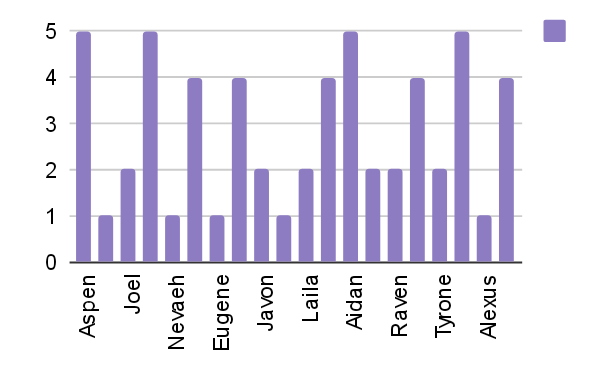 5
4
3
2
1
0
Aspen
Joel
Nevaeh
Eugene
Javon
Laila
Aidan
Raven
Tyrone
Alexus